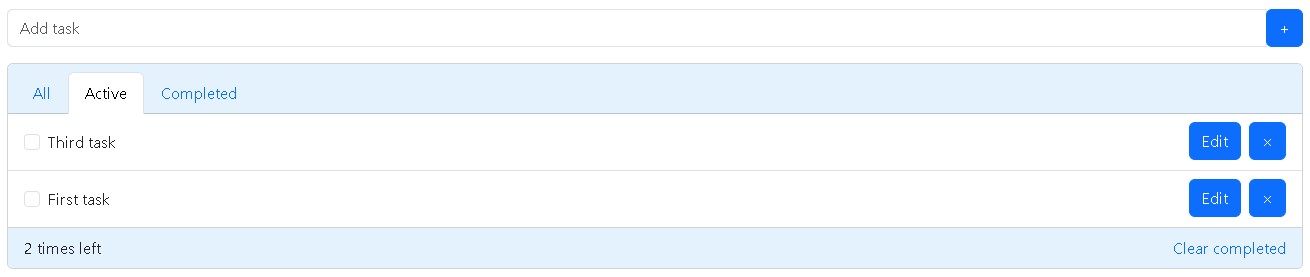 Add task +
All Active Completed
Third task Edit ×
First task Edit ×
2 times left Clear completed